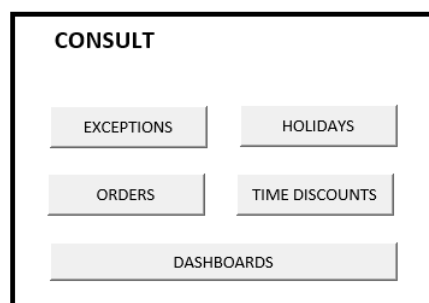 CONSULT
EXCEPTIONS
HOLIDAYS
ORDERS
TIME DISCOUNTS
DASHBOARDS